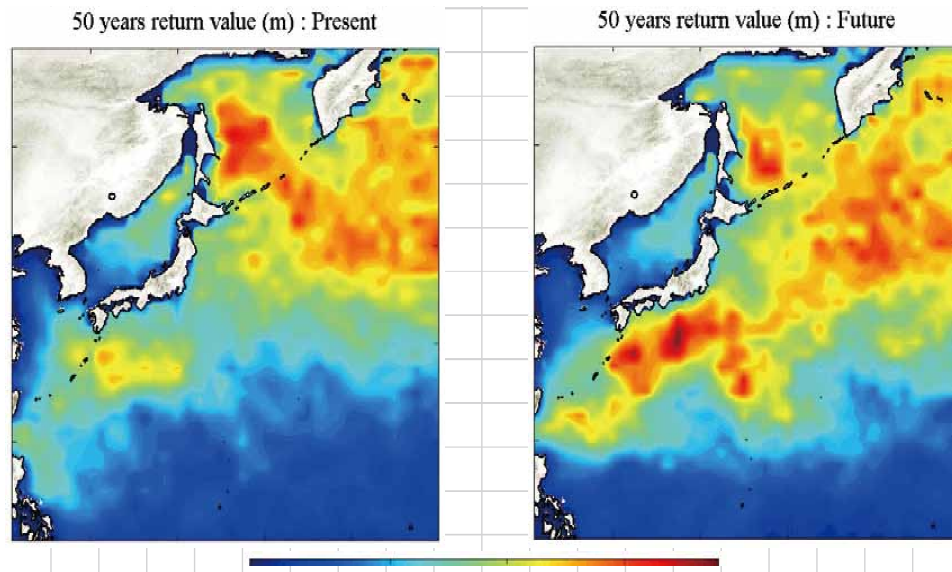 50 years return value (m) : Present
50 years return value (m) : Future